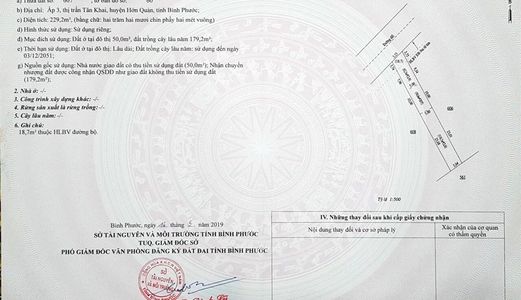 b) Địa chỉ: Ấp 3, thị trấn Tân Khai, huyện Hớn Quản, tỉnh Bình Phước.
c) Diện tích: 229,2m², (bằng chữ: hai trăm hai mươi chín phẩy hai mét vuông)
d) Hình thức sử dụng: Sử dụng riêng;
đ) Mục đích sử dụng: Đất ở tại đô thị 50,0m²; đất trồng cây lâu năm 179,2m²;
e) Thời hạn sử dụng: Đất ở tại đô thị: Lâu dài; Đất trồng cây lâu năm: sử dụng đến ngày
03/12/2051;
g) Nguồn gốc sử dụng: Nhà nước giao đất có thu tiền sử dụng đất (50,0m²); Nhận chuyển
nhượng đất được công nhận QSDĐ như giao đất không thu tiền sử dụng đất
(179,2m²);
2. Nhà ở: -/-
3. Công trình xây dựng khác: -/-
4. Rừng sản xuất là rừng trồng: -/-
5. Cây lâu năm: -/-
6. Ghi chú:
18,7m² thuộc HLBV đường bộ.
608
606
561
Tỷ lệ 1:500
Bình Phước, ngày tháng năm 2019
SỞ TÀI NGUYÊN VÀ MÔI TRƯỜNG TỈNH BÌNH PHƯỚC
TUQ. GIÁM ĐỐC SỞ
PHÓ GIÁM ĐỐC VĂN PHÒNG ĐĂNG KÝ ĐẤT ĐAI TỈNH BÌNH PHƯỚC
SỞ
TÀI NGUYÊN
VÀ MÔI TRƯỜNG
IV. Những thay đổi sau khi cấp giấy chứng nhận
Nội dung thay đổi và cơ sở pháp lý
Xác nhận của cơ quan
có thẩm quyền